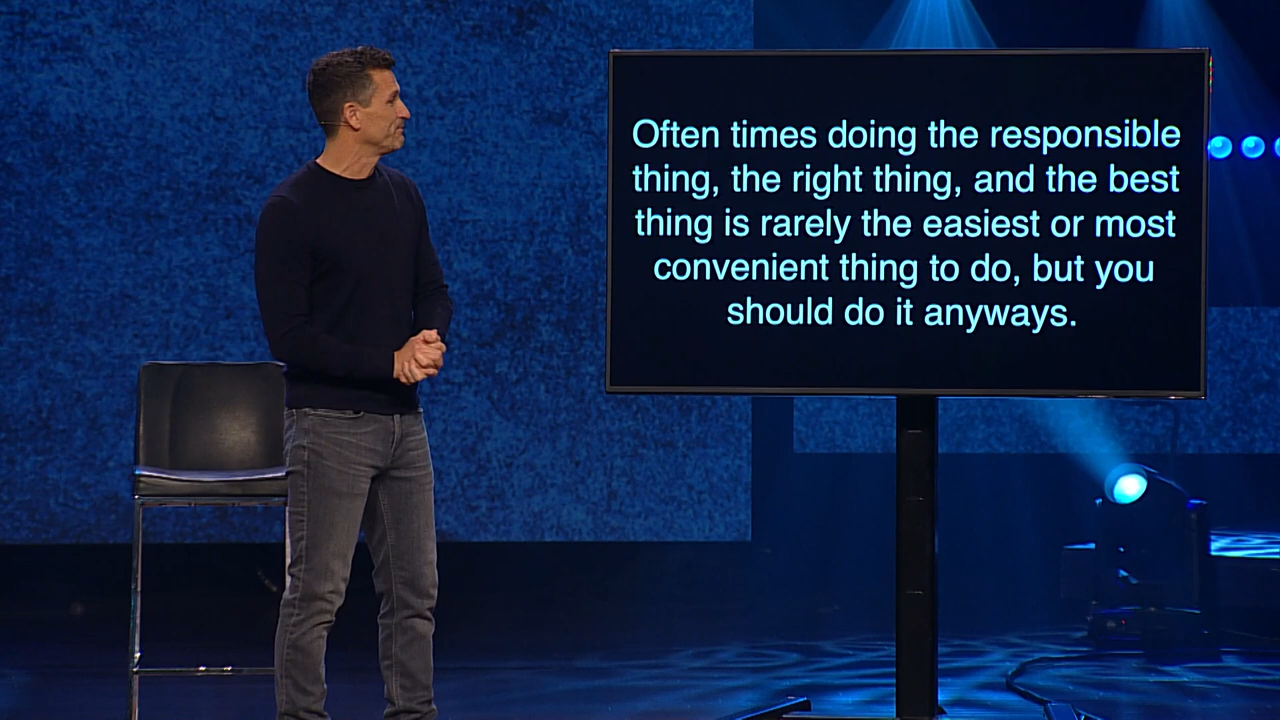 Often times doing the responsible
thing, the right thing, and the best
thing is rarely the easiest or most
convenient thing to do, but you
should do it anyways.